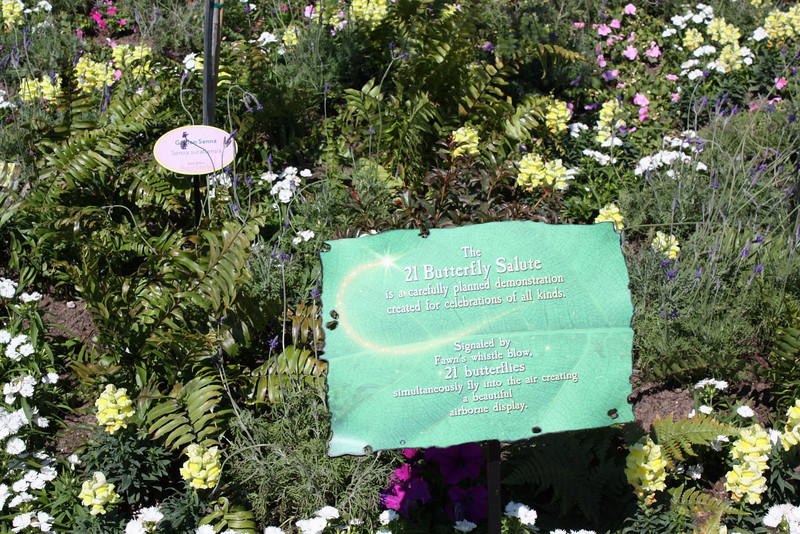 Senna
The
21 Butterfly Salute
is a carefully planned demonstration
created for celebrations of all kinds.
Signaled by
Fawn's whistle blow,
21 butterflies
simultaneously fly into the air creating
a beautiful
airborne display.